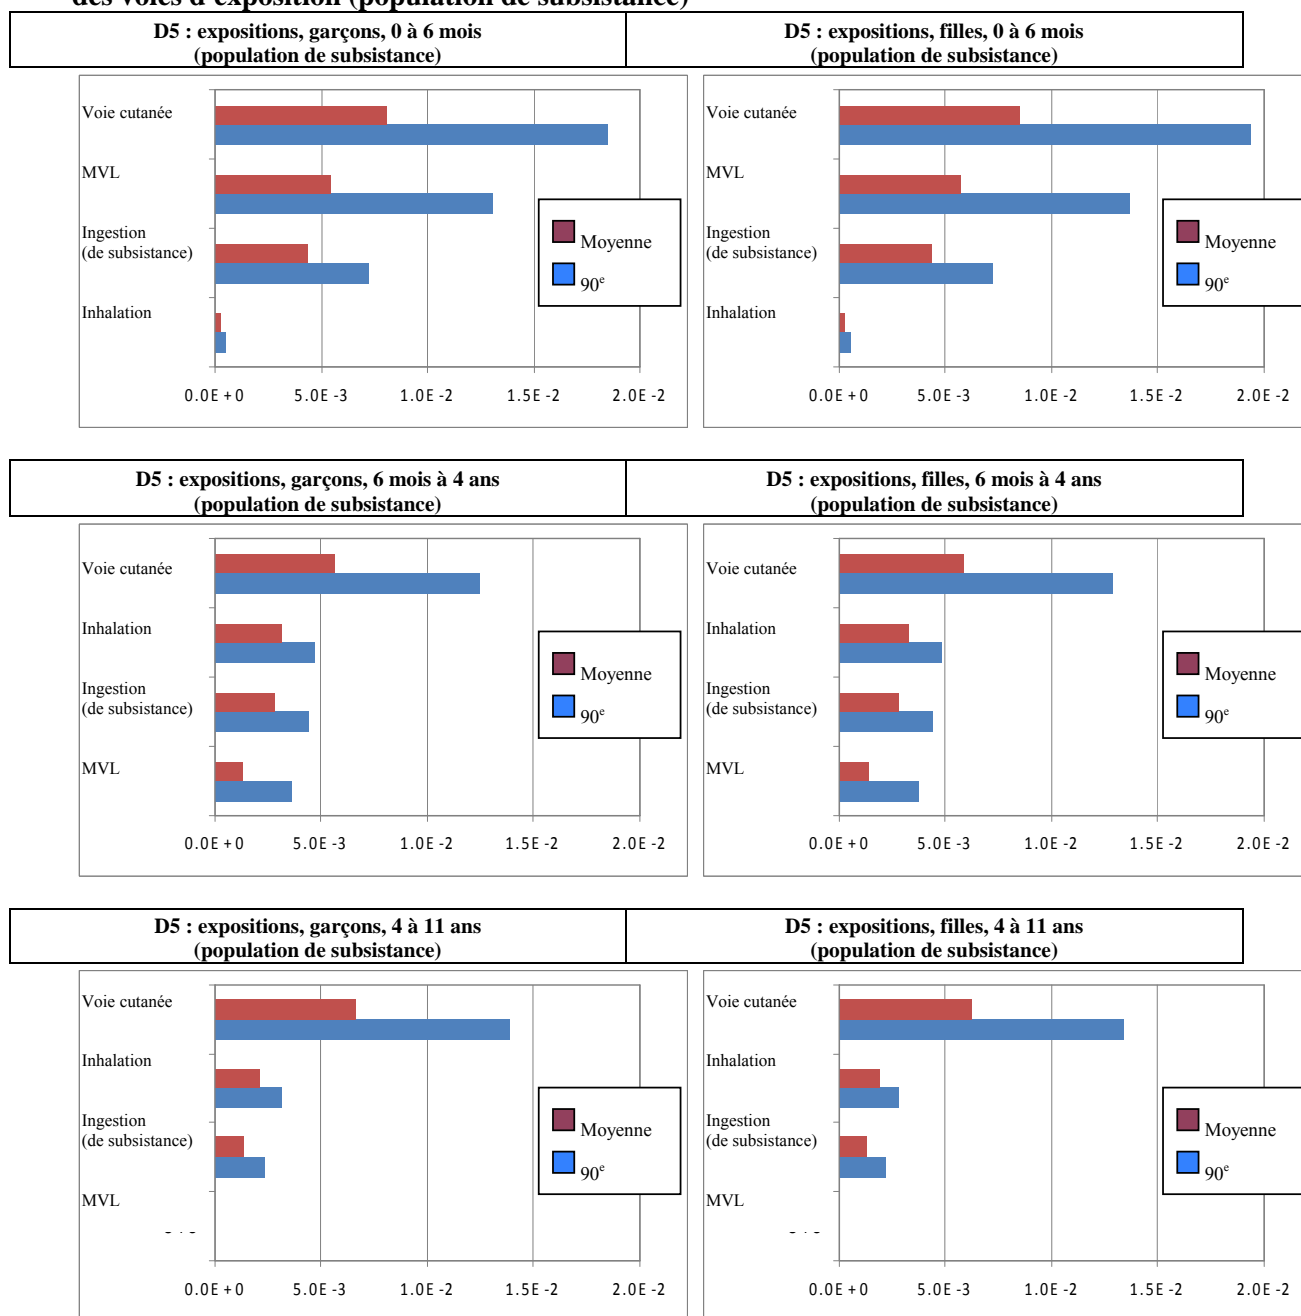 des voies d'exposition (population de subsistance)
D5 : expositions, garçons, 0 à 6 mois
(population de subsistance)
D5 : expositions, filles, 0 à 6 mois
(population de subsistance)
Voie cutanée
MVL
Ingestion
(de subsistance)
Inhalation
Moyenne
90e
0.0E+0 5.0E-3 1.0E-2 1.5E-2 2.0E-2
Voie cutanée
MVL
Ingestion
(de subsistance)
Inhalation
Moyenne
90e
0.0E+0 5.0E-3 1.0E-2 1.5E-2 2.0E-2
D5 : expositions, garçons, 6 mois à 4 ans
(population de subsistance)
D5 : expositions, filles, 6 mois à 4 ans
(population de subsistance)
Voie cutanée
Inhalation
Ingestion
(de subsistance)
MVL
Moyenne
90e
0.0E+0 5.0E-3 1.0E-2 1.5E-2 2.0E-2
Voie cutanée
Inhalation
Ingestion
(de subsistance)
MVL
Moyenne
90e
0.0E+0 5.0E-3 1.0E-2 1.5E-2 2.0E-2
D5 : expositions, garçons, 4 à 11 ans
(population de subsistance)
D5 : expositions, filles, 4 à 11 ans
(population de subsistance)
Voie cutanée
Inhalation
Ingestion
(de subsistance)
MVL
Moyenne
90e
0.0E+0 5.0E-3 1.0E-2 1.5E-2 2.0E-2
Voie cutanée
Inhalation
Ingestion
(de subsistance)
MVL
Moyenne
90e
0.0E+0 5.0E-3 1.0E-2 1.5E-2 2.0E-2